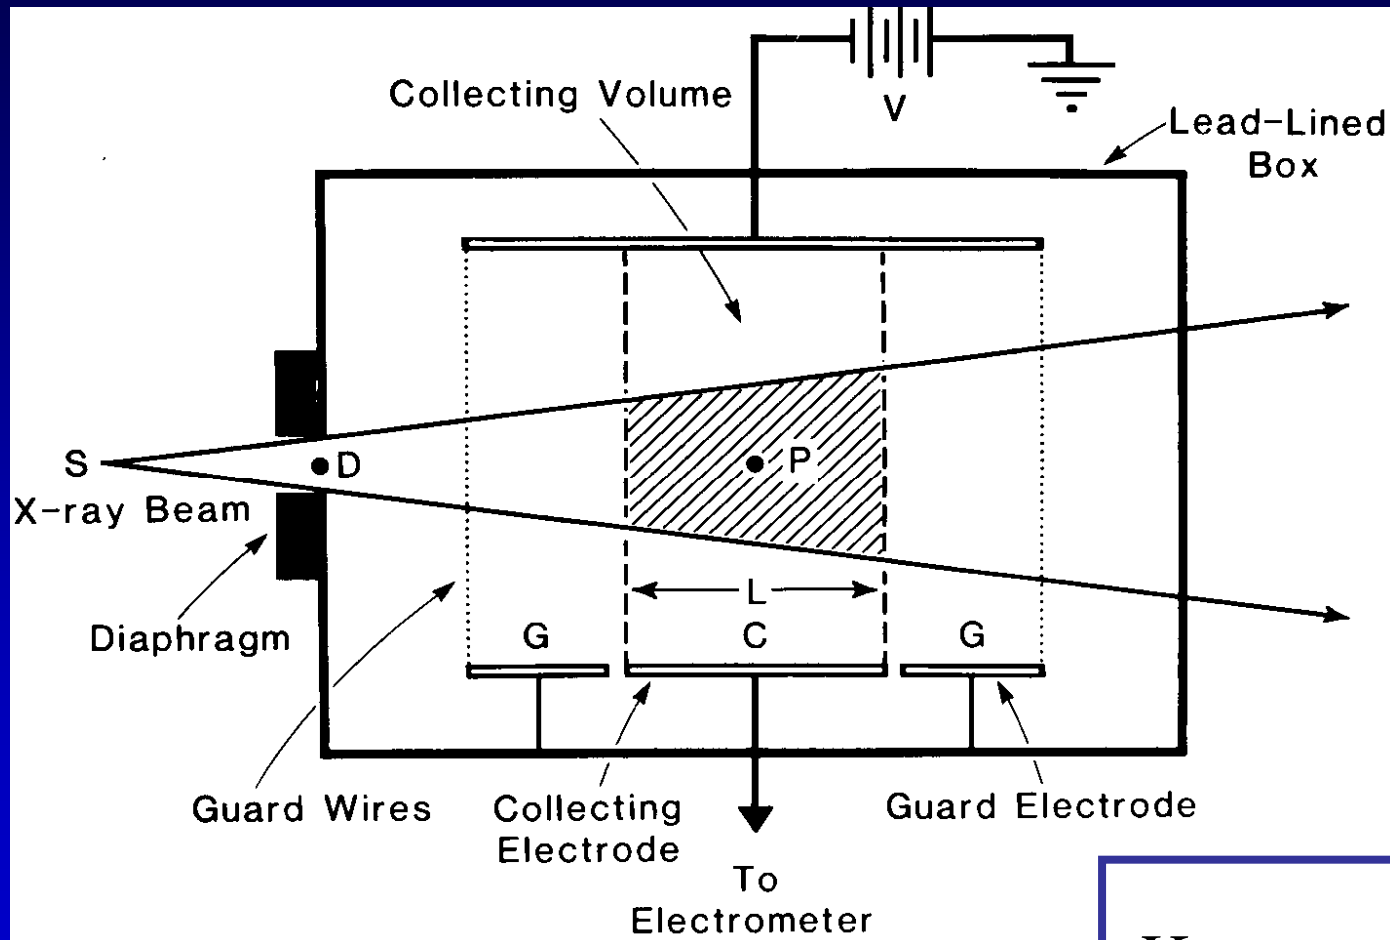 V
Collecting Volume
Lead-Lined
Box
S
D
P
X-ray Beam
L
Diaphragm
G
C
G
Guard Wires
Collecting
Electrode
Guard Electrode
To
Electrometer